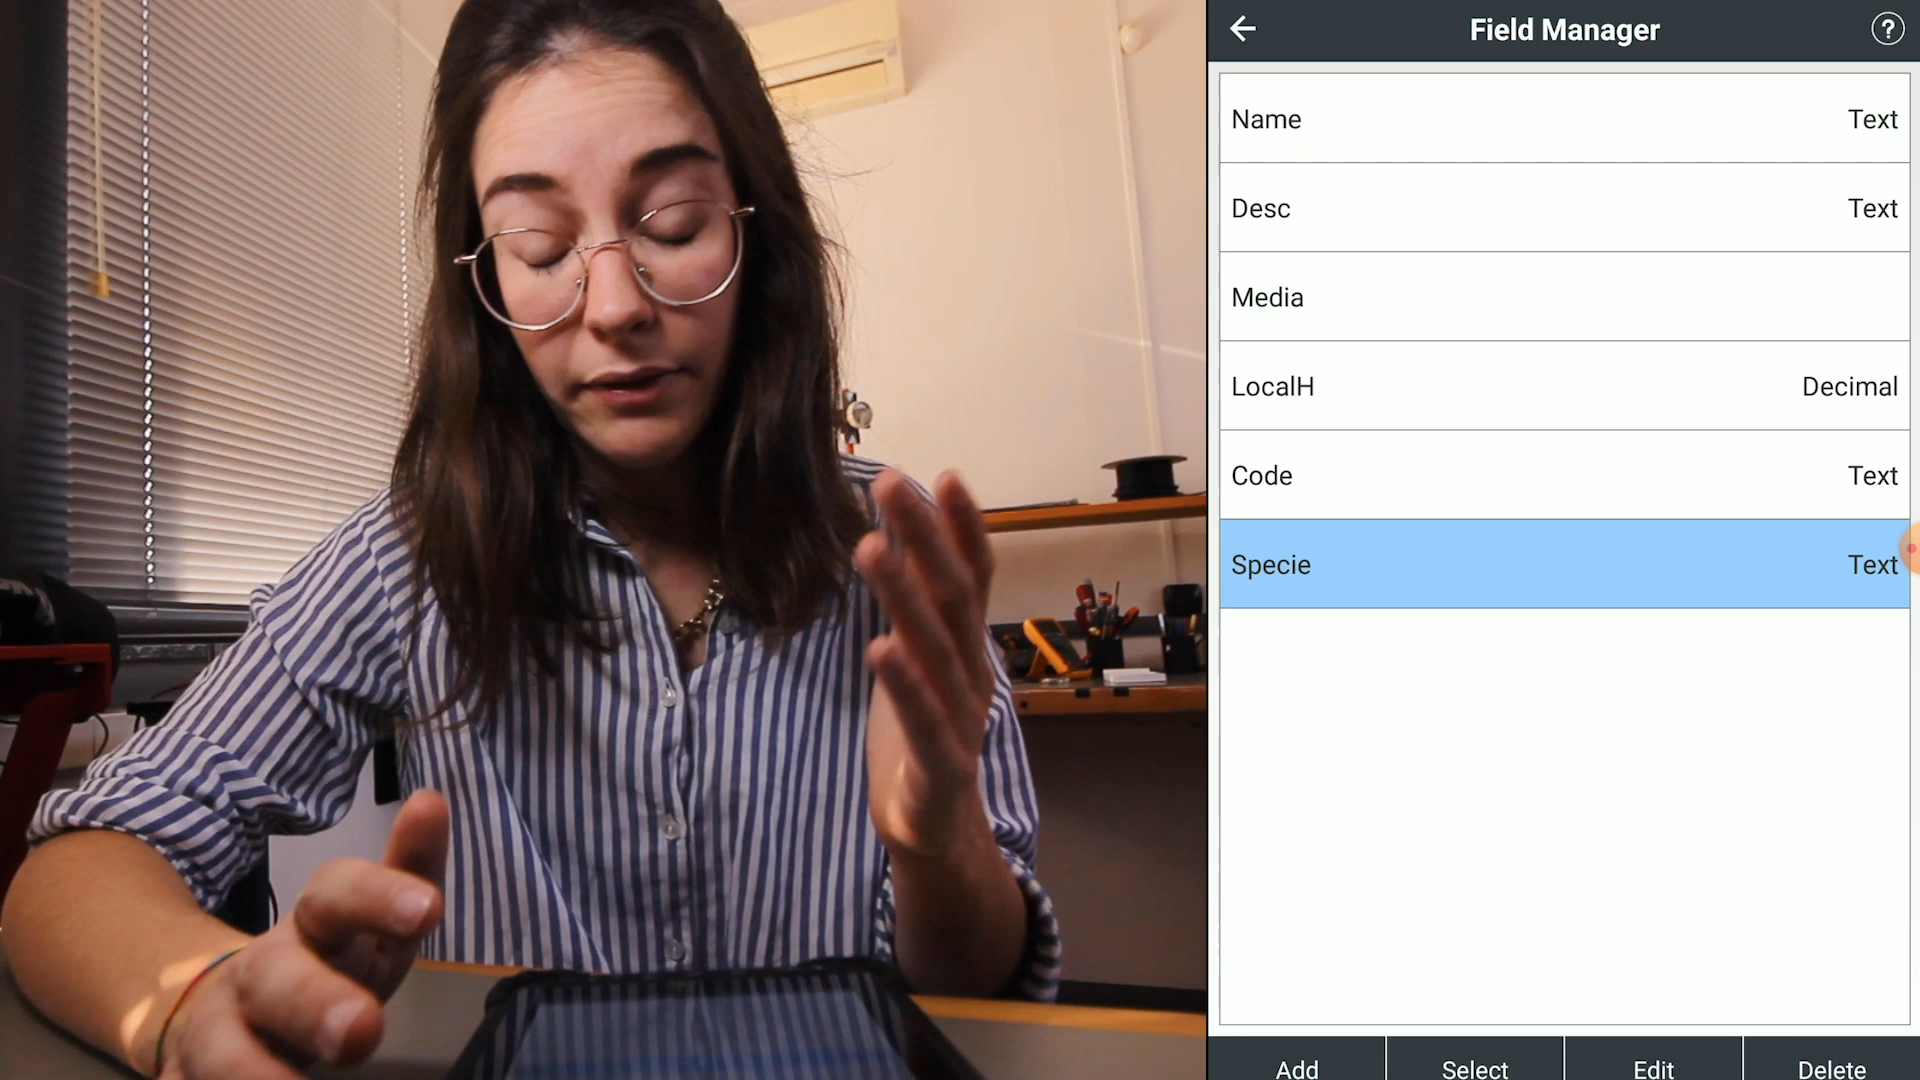 Field Manager
?
Name Text
Desc Text
Media
LocalH Decimal
Code Text
Specie Text
Add Select Edit Delete